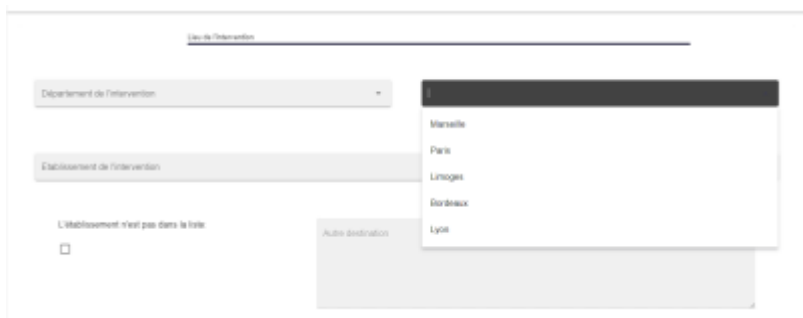 Lieu de l'intervention
Département de l'intervention
Marseille
Paris
Limoges
Bordeaux
Lyon
Etablissement de l'intervention
L'établissement n'est pas dans la liste
Autre destination